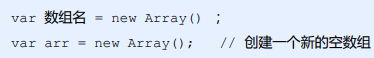 var 数组名 = new Array() ;
var arr = new Array(); // 创建一个新的空数组